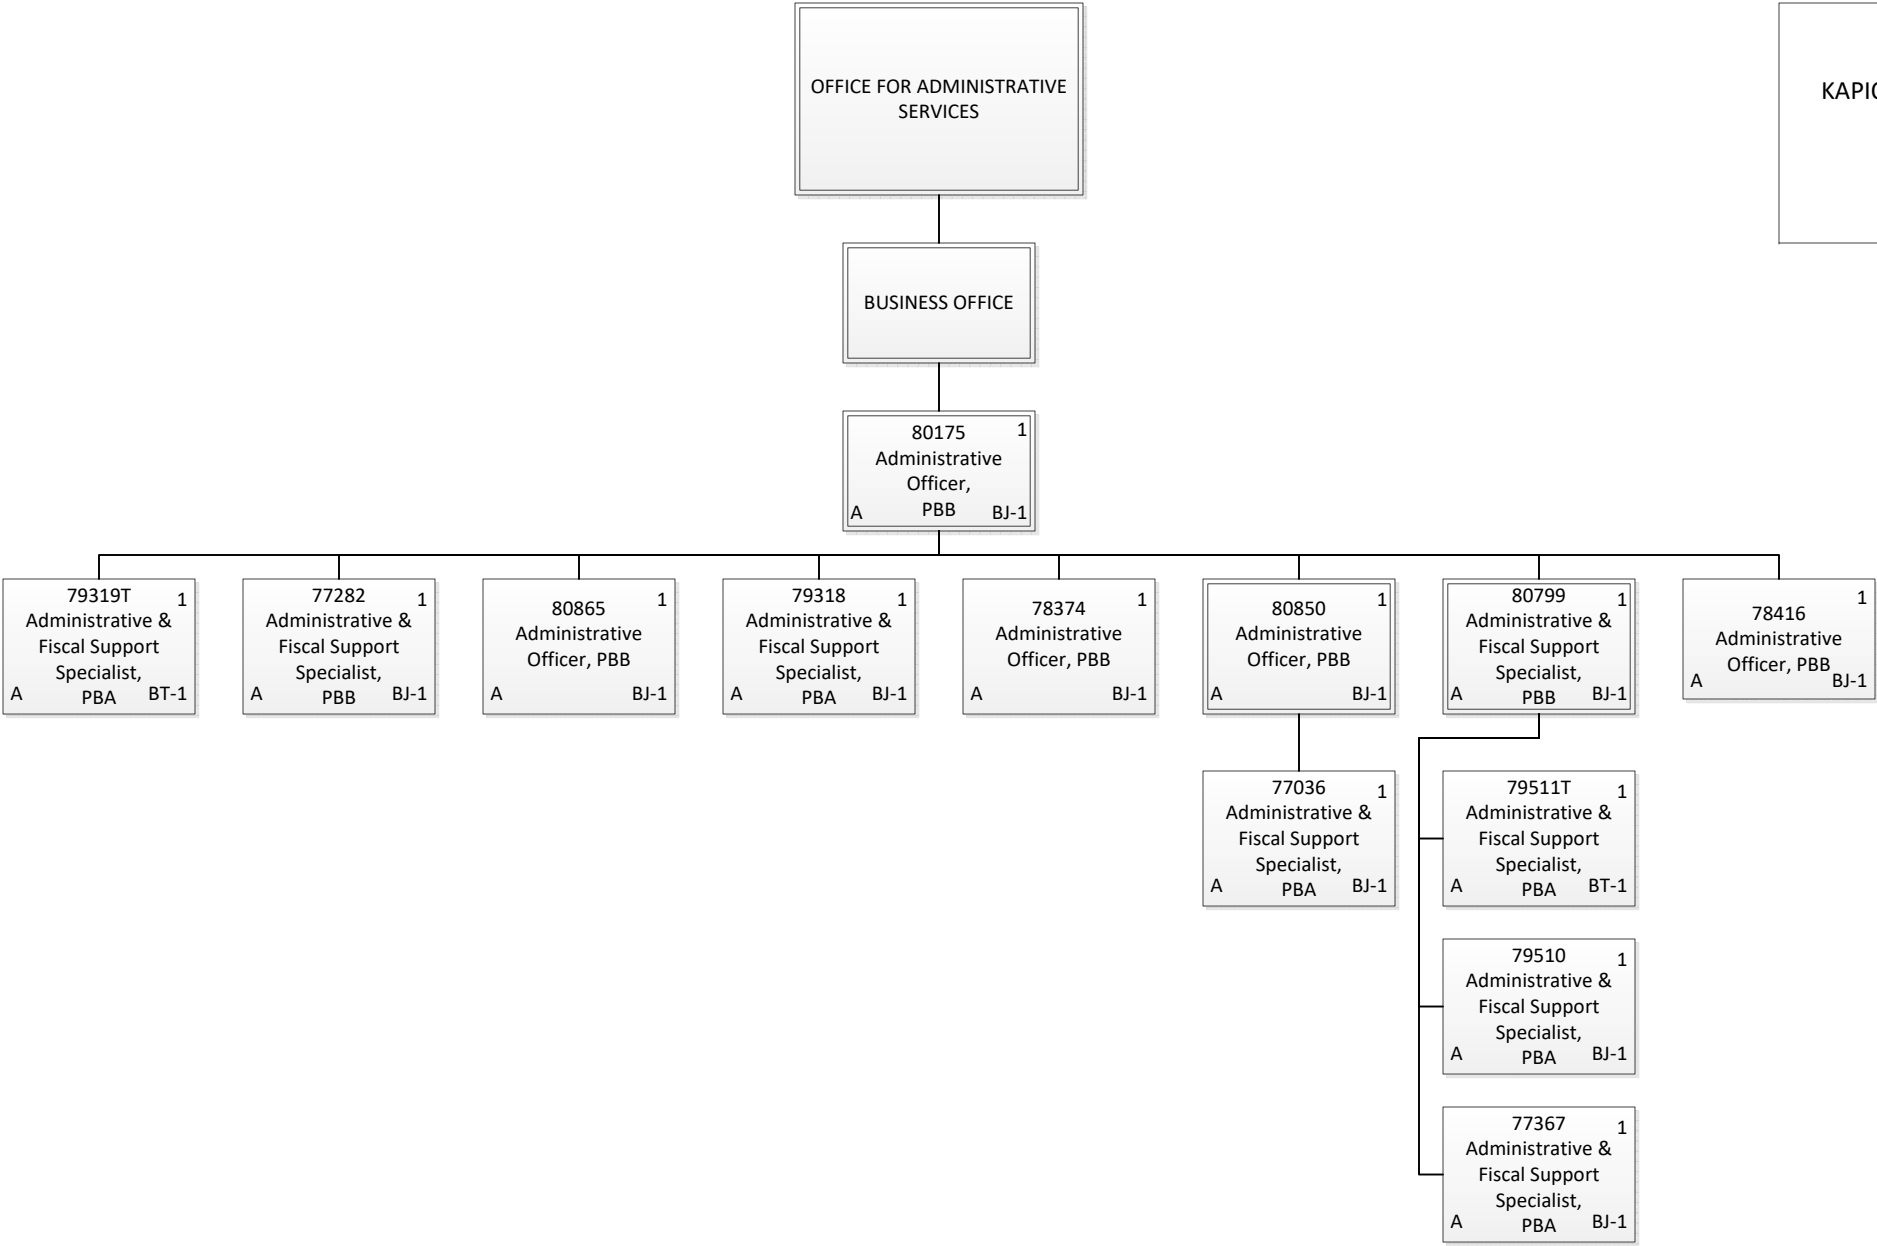 OFFICE FOR ADMINISTRATIVE
SERVICES
BUSINESS OFFICE
80175 1
Administrative
Officer,
PBB
A BJ-1
79319T 1
Administrative &
Fiscal Support
Specialist,
PBA
A BT-1
77282 1
Administrative &
Fiscal Support
Specialist,
PBB
A BJ-1
80865 1
Administrative
Officer, PBB
A BJ-1
79318 1
Administrative &
Fiscal Support
Specialist,
PBA
A BJ-1
78374 1
Administrative
Officer, PBB
A BJ-1
80850 1
Administrative
Officer, PBB
A BJ-1
80799 1
Administrative &
Fiscal Support
Specialist,
PBB
A BJ-1
78416 1
Administrative
Officer, PBB
A BJ-1
77036 1
Administrative &
Fiscal Support
Specialist,
PBA
A BJ-1
79511T 1
Administrative &
Fiscal Support
Specialist,
PBA
A BT-1
79510 1
Administrative &
Fiscal Support
Specialist,
PBA
A BJ-1
77367 1
Administrative &
Fiscal Support
Specialist,
PBA
A BJ-1